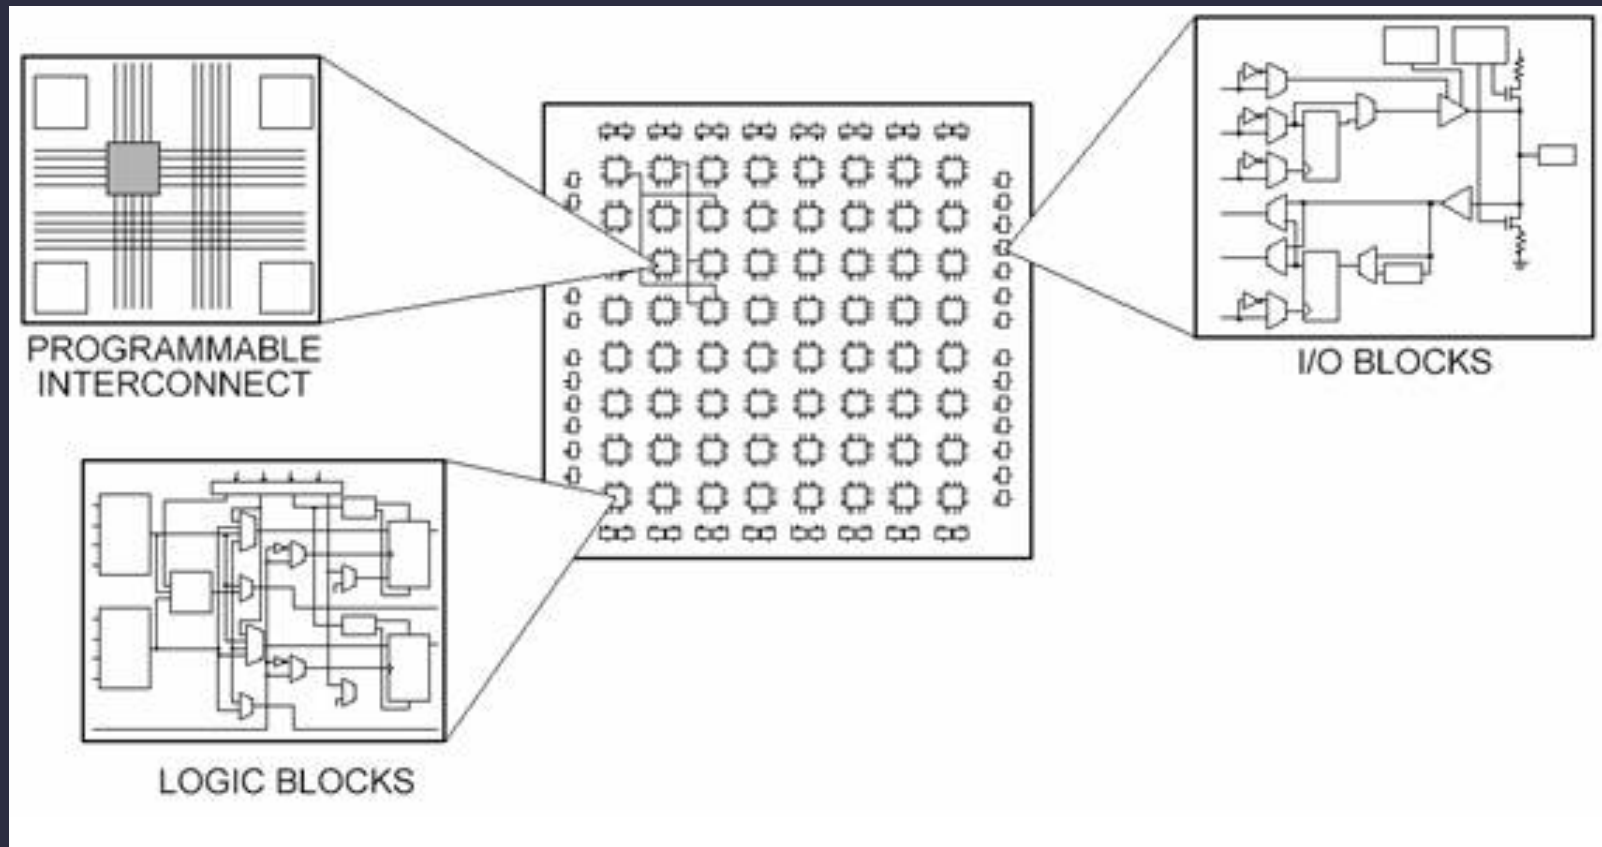 PROGRAMMABLE
INTERCONNECT
I/O BLOCKS
LOGIC BLOCKS